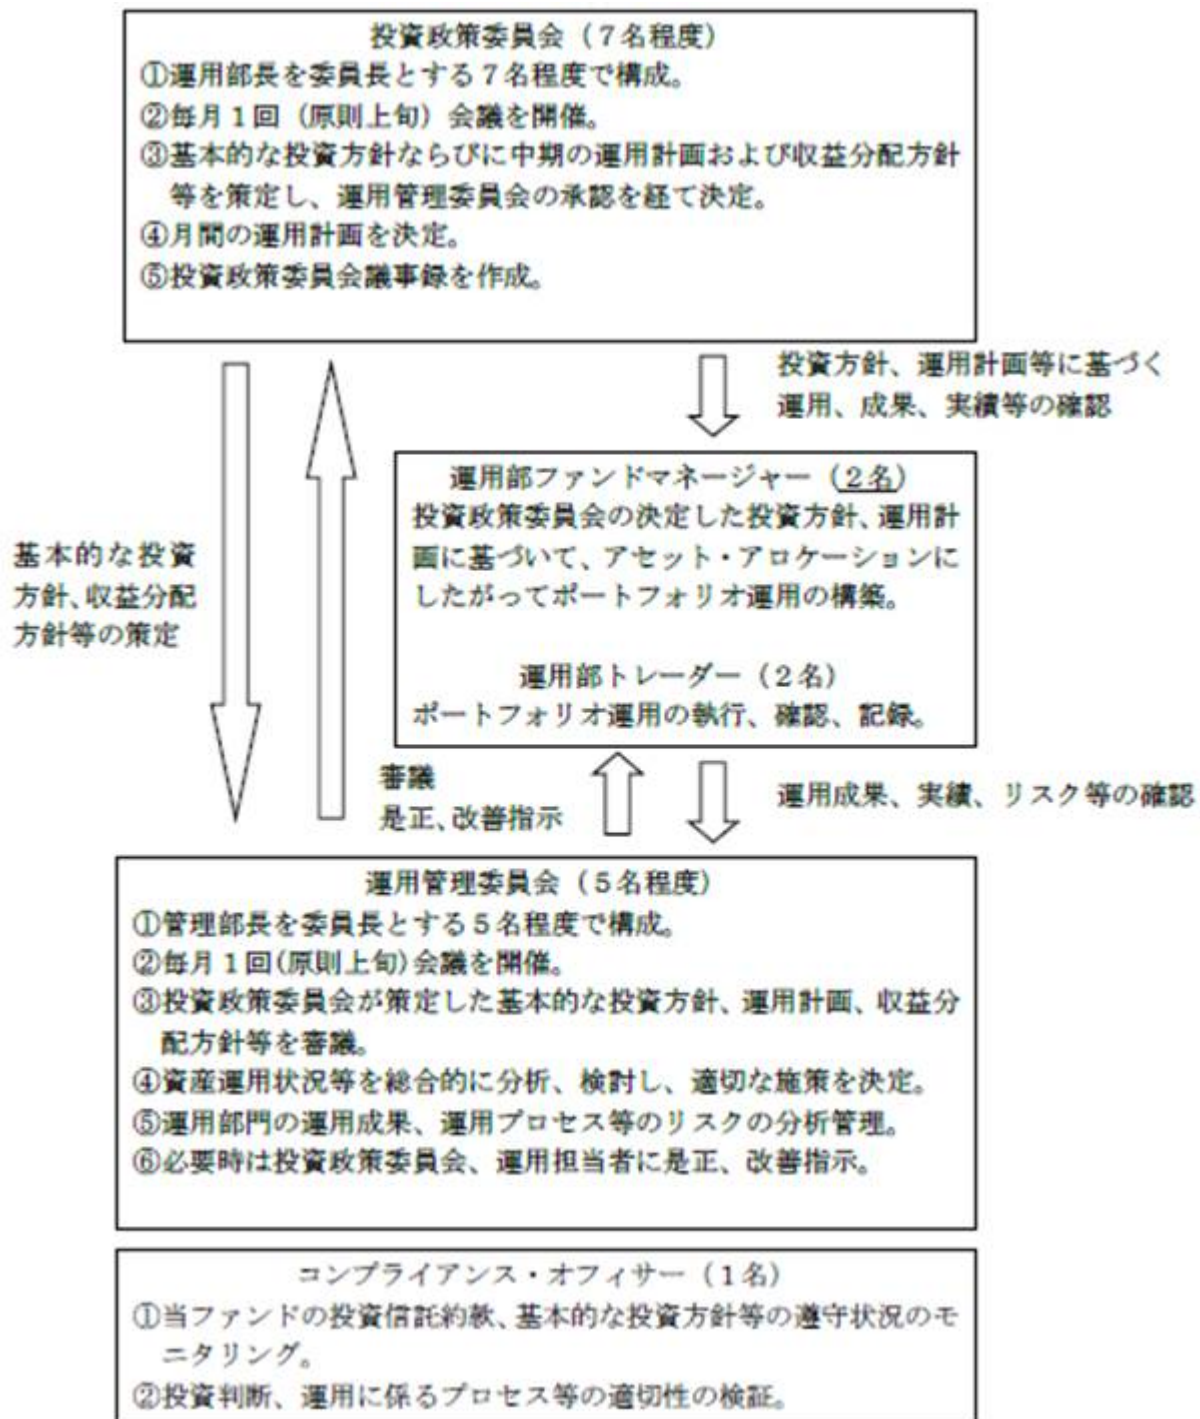 投資政策委員会（７名程度）
①運用部長を委員長とする７名程度で構成。
②毎月１回（原則上旬）会議を開催。
③基本的な投資方針ならびに中期の運用計画および収益分配方針
等を策定し、運用管理委員会の承認を経て決定。
④月間の運用計画を決定。
⑤投資政策委員会議事録を作成。
投資方針、運用計画等に基づく
運用、成果、実績等の確認
運用部ファンドマネージャー（２名）
投資政策委員会の決定した投資方針、運用計
画に基づいて、アセット・アロケーションに
したがってポートフォリオ運用の構築。
運用部トレーダー（２名）
ポートフォリオ運用の執行、確認、記録。
基本的な投資
方針、収益分配
方針等の策定
審議
是正、改善指示
運用成果、実績、リスク等の確認
運用管理委員会（５名程度）
①管理部長を委員長とする５名程度で構成。
②毎月１回(原則上旬)会議を開催。
③投資政策委員会が策定した基本的な投資方針、運用計画、収益分
配方針等を審議。
④資産運用状況等を総合的に分析、検討し、適切な施策を決定。
⑤運用部門の運用成果、運用プロセス等のリスクの分析管理。
⑥必要時は投資政策委員会、運用担当者に是正、改善指示。
コンプライアンス・オフィサー（１名）
①当ファンドの投資信託約款、基本的な投資方針等の遵守状況のモ
ニタリング。
②投資判断、運用に係るプロセス等の適切性の検証。